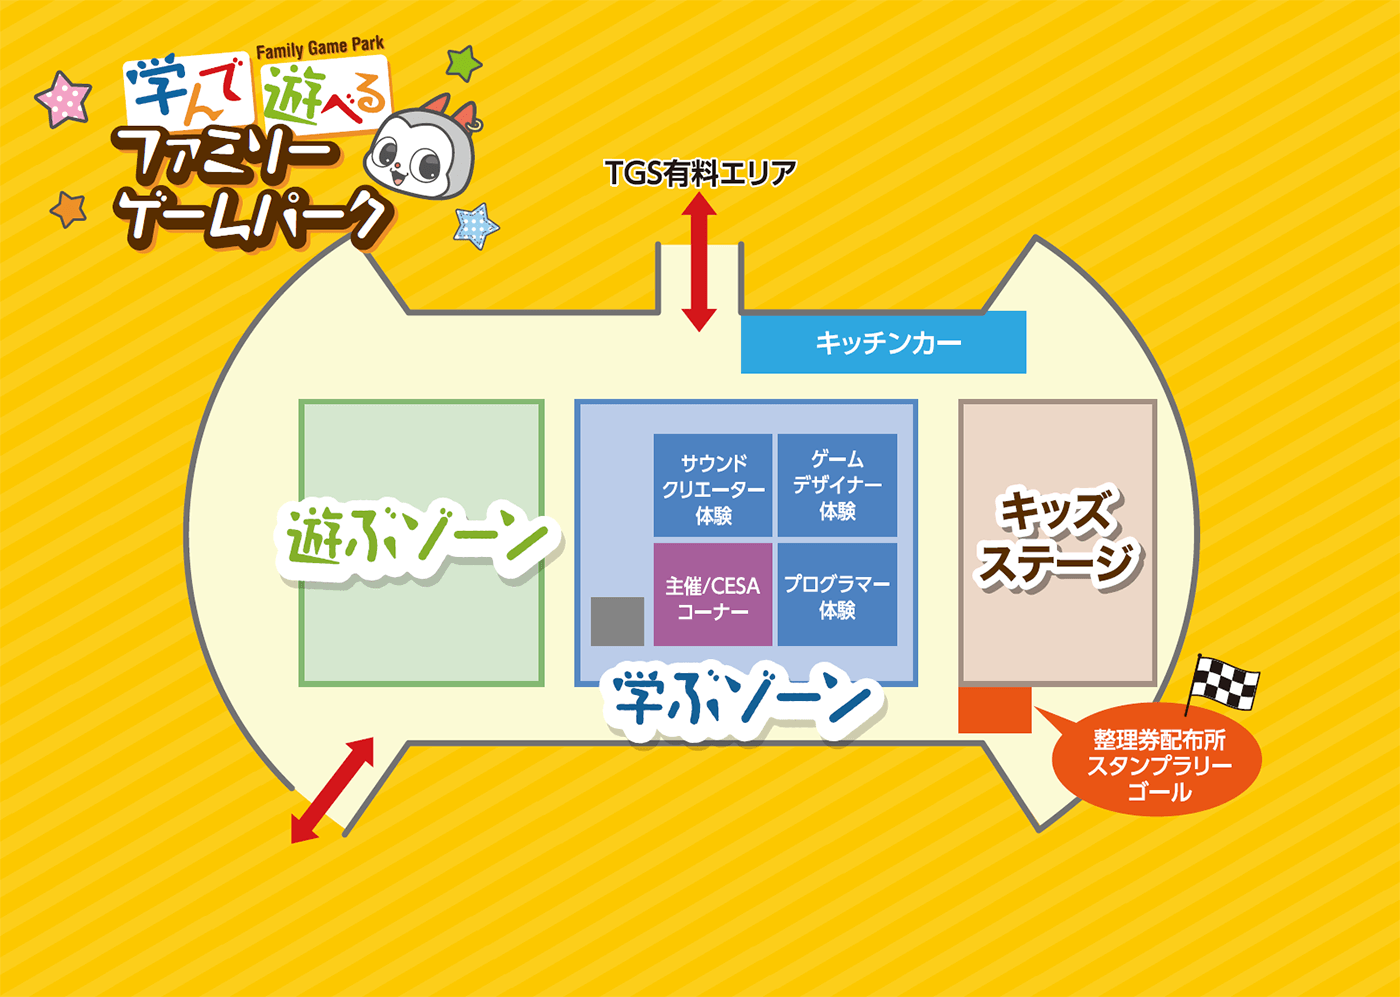 Family Game Park
学んで遊べる
ファミリー
ゲームパーク
TGS有料エリア
キッチンカー
遊ぶゾーン
サウンド
クリエーター
体験
ゲーム
デザイナー
体験
主催/CESA
コーナー
プログラマー
体験
学ぶゾーン
キッズ
ステージ
整理券配布所
スタンプラリー
ゴール